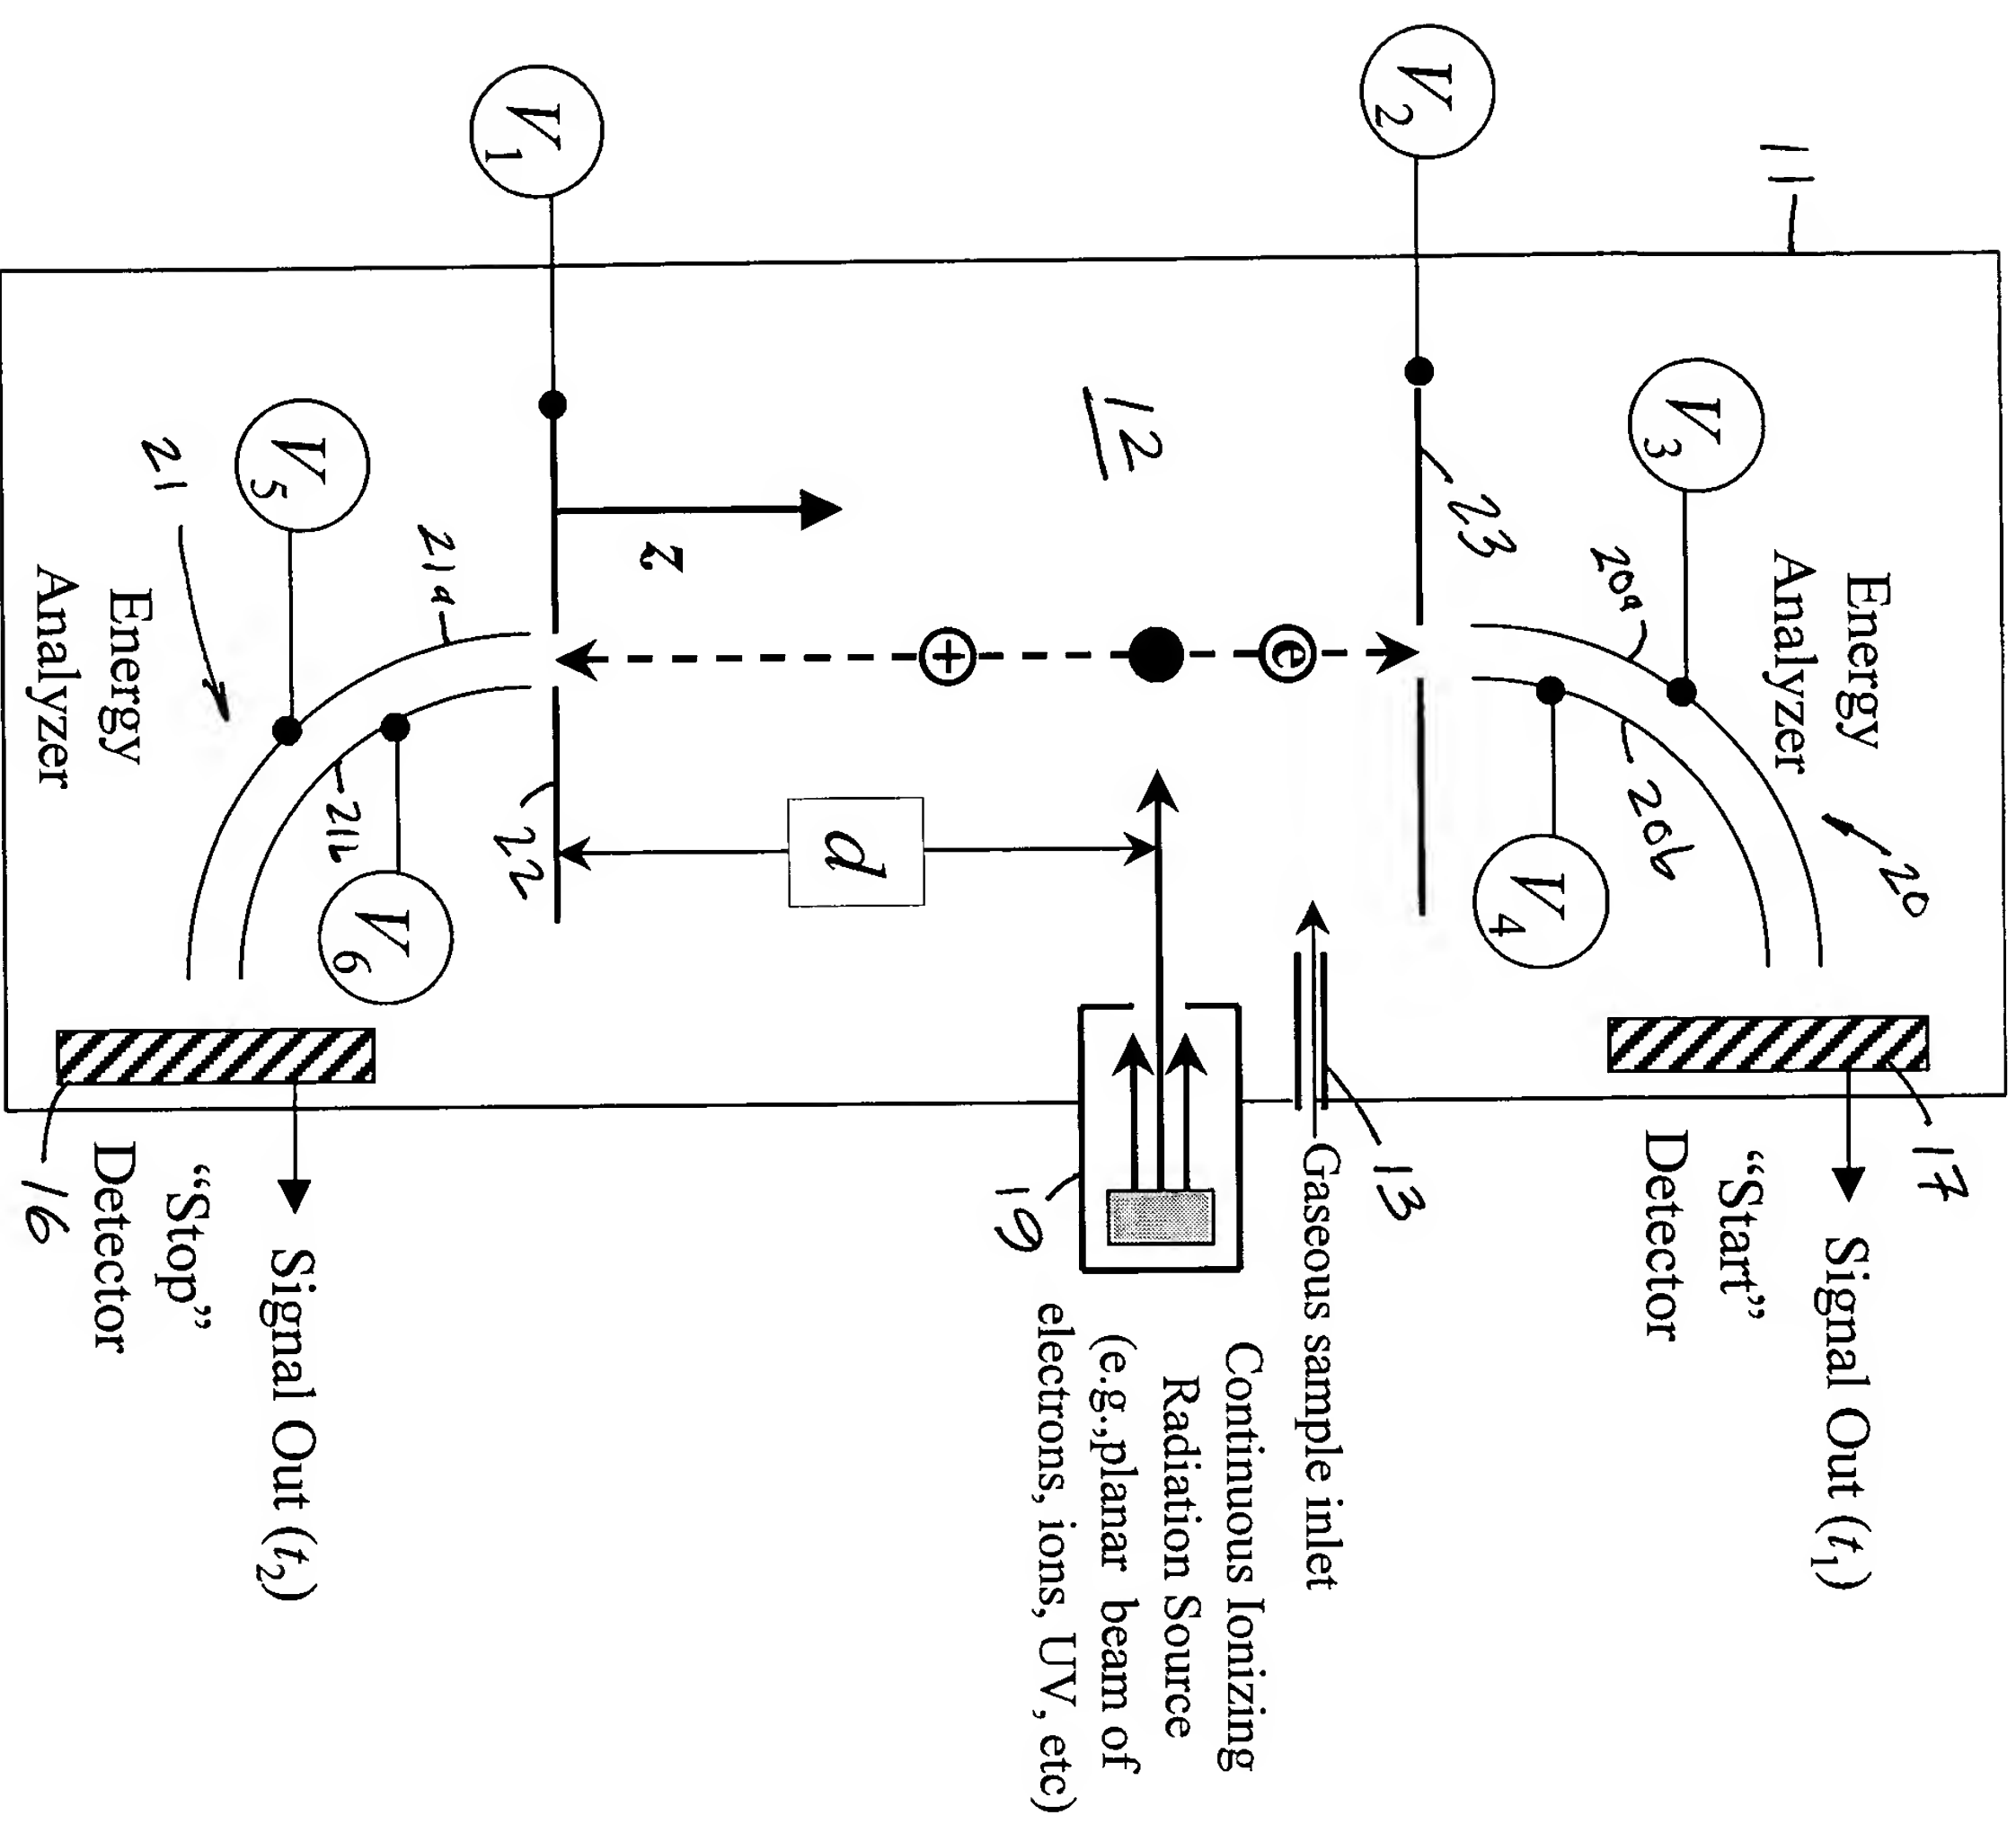 11
V2
V1
V3
Energy
Analyzer
20a
20b
20
V4
23
12
z
d
22
V5
21
21a
21b
V6
Energy
Analyzer
+
e
17
"Start"
Detector
Signal Out (t1)
13
Gaseous sample inlet
19
Continuous Ionizing
Radiation Source
(e.g.,planar beam of
electrons, ions, UV, etc)
Signal Out (t2)
"Stop"
Detector
16